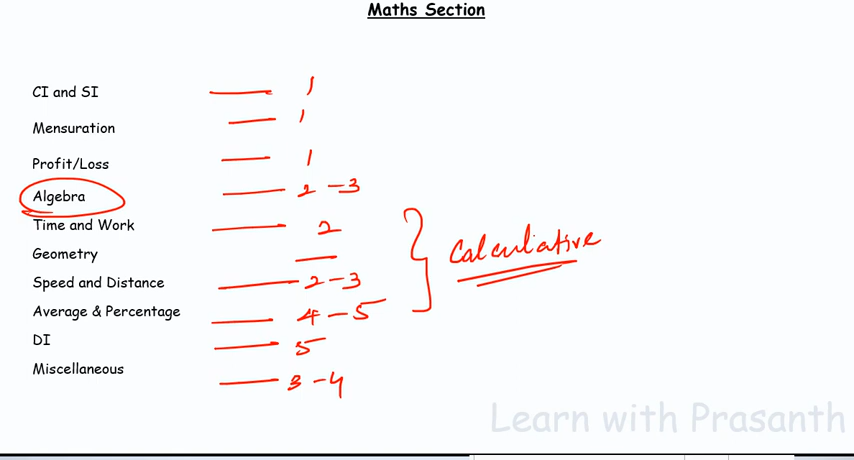 Maths Section
CI and SI 1
Mensuration 1
Profit/Loss 1
Algebra 2-3
Time and Work 2
Geometry
Calculative
Speed and Distance 2-3
Average & Percentage 4-5
DI 5
Miscellaneous 3-4
Learn with Prasanth